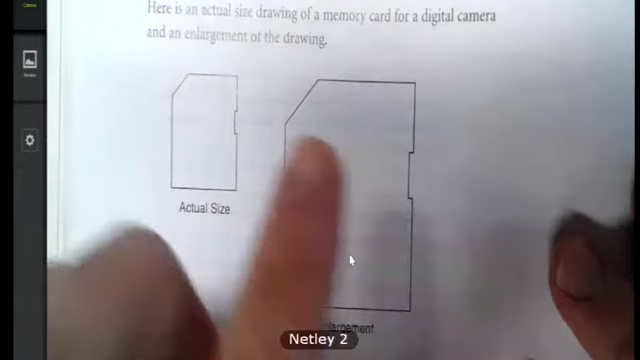 Here is an actual size drawing of a memory card for a digital camera
and an enlargement of the drawing.
Actual Size
Netley 2